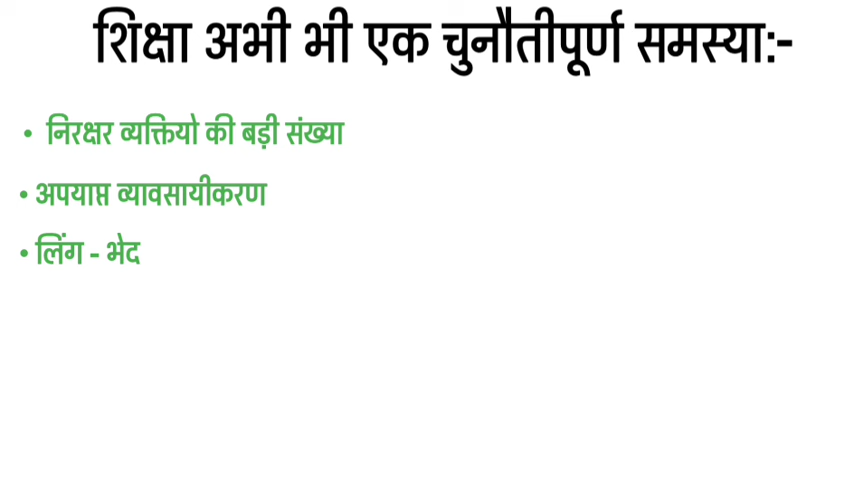 शिक्षा अभी भी एक चुनौतीपूर्ण समस्या:-
• निरक्षर व्यक्तियो की बड़ी संख्या
• अपयाप्त व्यावसायीकरण
• लिंग - भेद